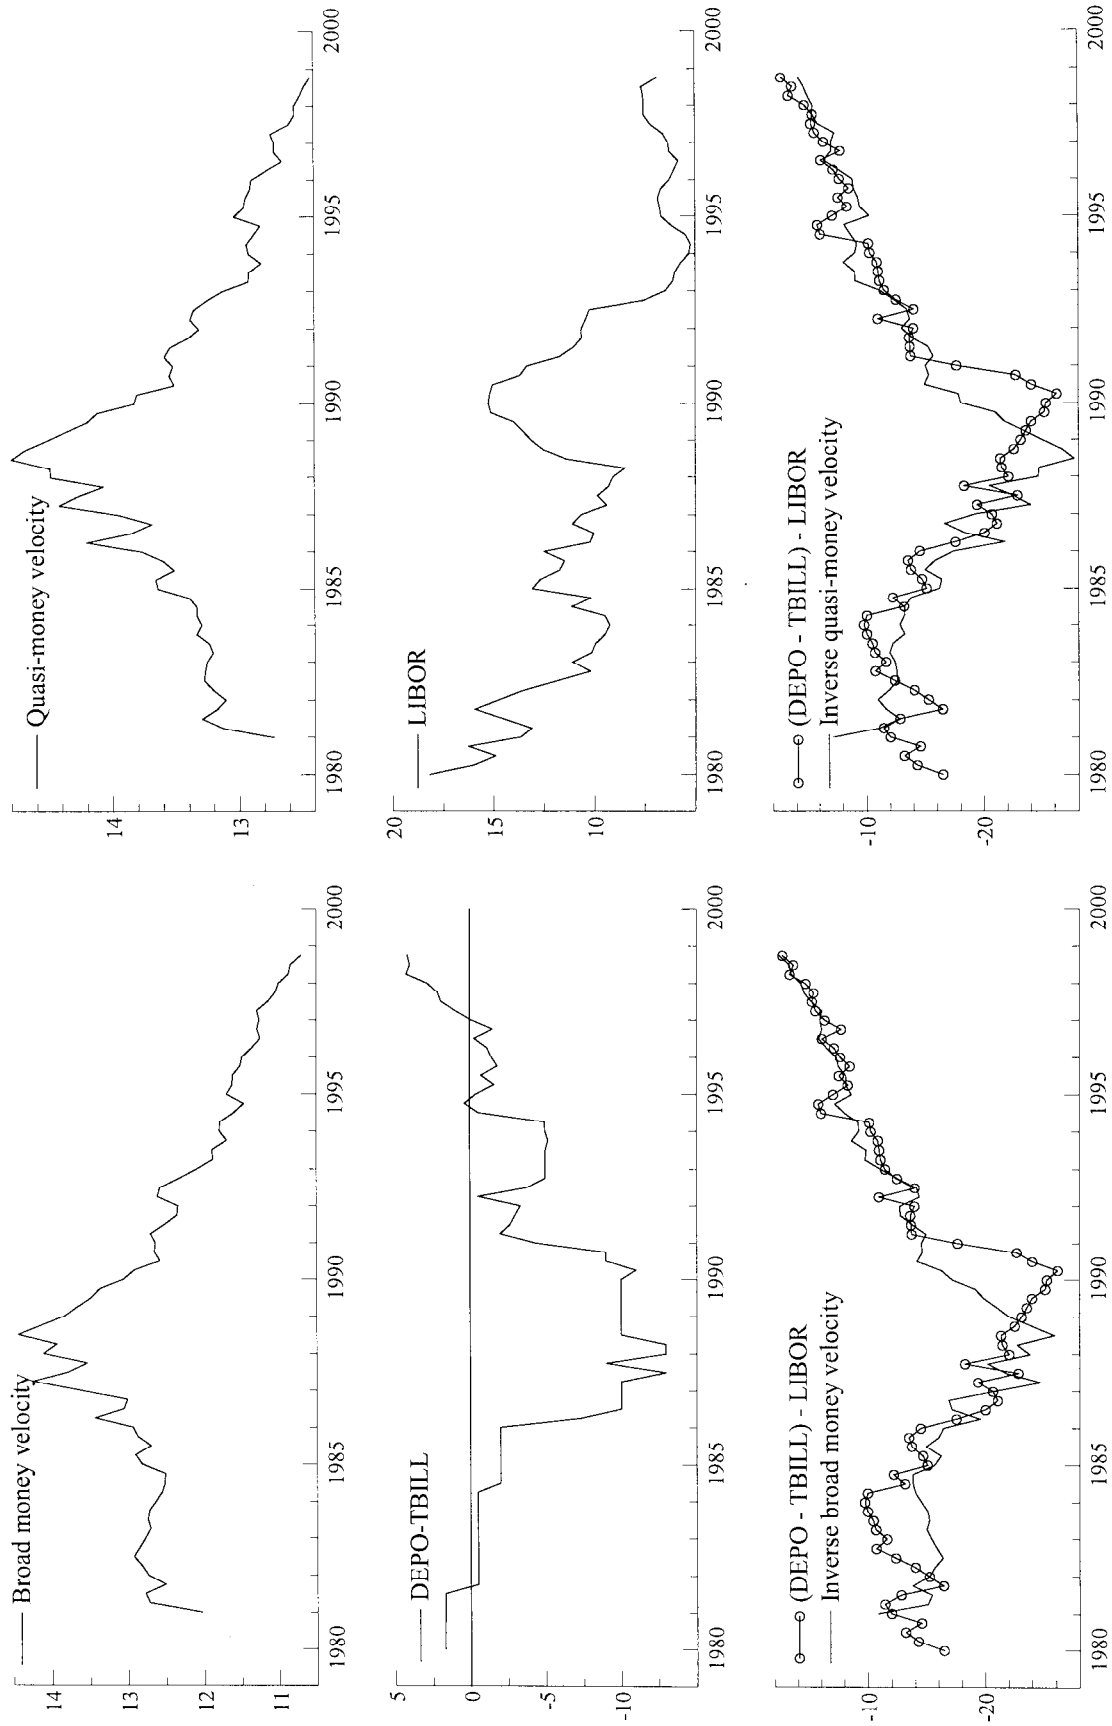 Broad money velocity
14
13
12
11
1980 1985 1990 1995 2000
Quasi-money velocity
14
13
1980 1985 1990 1995 2000
DEPO-TBILL
5
0
-5
-10
1980 1985 1990 1995 2000
LIBOR
20
15
10
5
1980 1985 1990 1995 2000
(DEPO - TBILL) - LIBOR
Inverse broad money velocity
-10
-20
1980 1985 1990 1995 2000
(DEPO - TBILL) - LIBOR
Inverse quasi-money velocity
-10
-20
1980 1985 1990 1995 2000